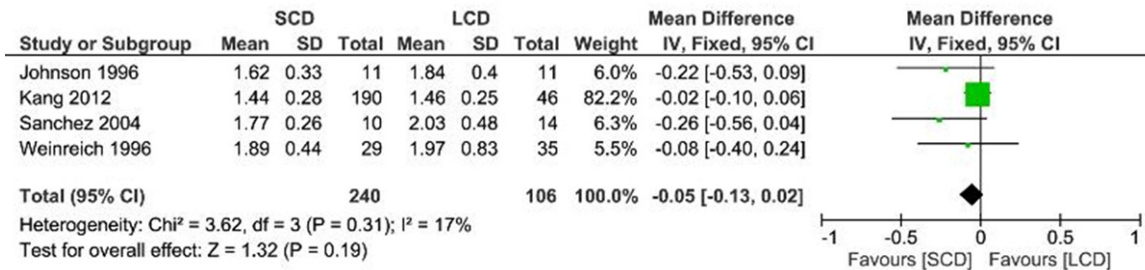 SCD LCD Mean Difference Mean Difference
Study or Subgroup Mean SD Total Mean SD Total Weight IV, Fixed, 95% CI IV, Fixed, 95% CI
Johnson 1996 1.62 0.33 11 1.84 0.4 11 6.0% -0.22 [-0.53, 0.09]
Kang 2012 1.44 0.28 190 1.46 0.25 46 82.2% -0.02 [-0.10, 0.06]
Sanchez 2004 1.77 0.26 10 2.03 0.48 14 6.3% -0.26 [-0.56, 0.04]
Weinreich 1996 1.89 0.44 29 1.97 0.83 35 5.5% -0.08 [-0.40, 0.24]
Total (95% CI) 240 106 100.0% -0.05 [-0.13, 0.02]
Heterogeneity: Chi² = 3.62, df = 3 (P = 0.31); I² = 17%
Test for overall effect: Z = 1.32 (P = 0.19)
-1 -0.5 0 0.5 1
Favours [SCD] Favours [LCD]